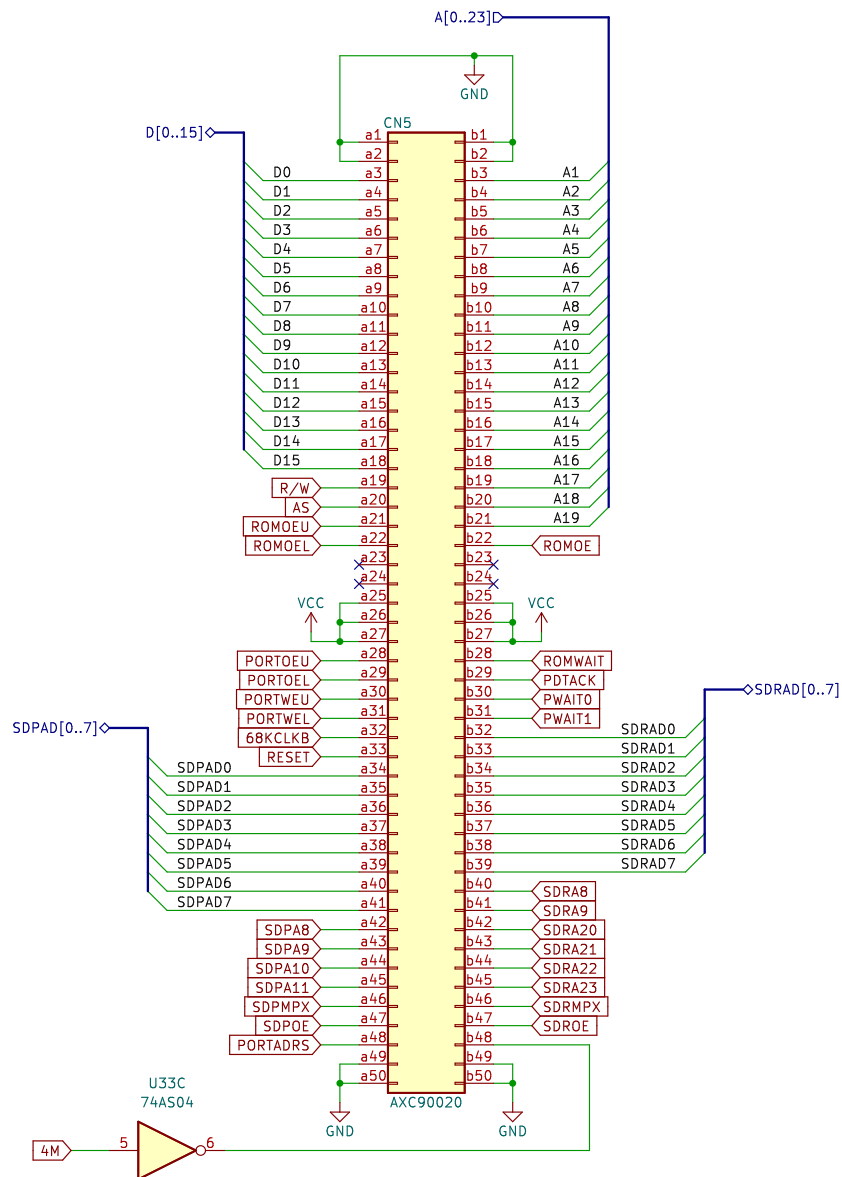 A[0..23]
GND
CN5
D[0..15]
a1 b1
a2 b2
D0 a3 b3 A1
D1 a4 b4 A2
D2 a5 b5 A3
D3 a6 b6 A4
D4 a7 b7 A5
D5 a8 b8 A6
D6 a9 b9 A7
D7 a10 b10 A8
D8 a11 b11 A9
D9 a12 b12 A10
D10 a13 b13 A11
D11 a14 b14 A12
D12 a15 b15 A13
D13 a16 b16 A14
D14 a17 b17 A15
D15 a18 b18 A16
R/W a19 b19 A17
AS a20 b20 A18
ROMOEU a21 b21 A19
ROMOEL a22 b22 ROMOE
a23 b23
a24 b24
VCC a25 b25 VCC
a26 b26
a27 b27
PORTOEU a28 b28 ROMWAIT
PORTOEL a29 b29 PDTACK
PORTWEU a30 b30 PWAIT0
PORTWEL a31 b31 PWAIT1
SDRAD[0..7]
SDPAD[0..7]
68KCLKB a32 b32 SDRAD0
RESET a33 b33 SDRAD1
SDPAD0 a34 b34 SDRAD2
SDPAD1 a35 b35 SDRAD3
SDPAD2 a36 b36 SDRAD4
SDPAD3 a37 b37 SDRAD5
SDPAD4 a38 b38 SDRAD6
SDPAD5 a39 b39 SDRAD7
SDPAD6 a40 b40 SDRA8
SDPAD7 a41 b41 SDRA9
SDPA8 a42 b42 SDRA20
SDPA9 a43 b43 SDRA21
SDPA10 a44 b44 SDRA22
SDPA11 a45 b45 SDRA23
SDPMPX a46 b46 SDRMPX
SDPOE a47 b47 SDROE
PORTADRS a48 b48
a49 b49
a50 b50
AXC90020
GND GND
U33C
74AS04
4M 5 6